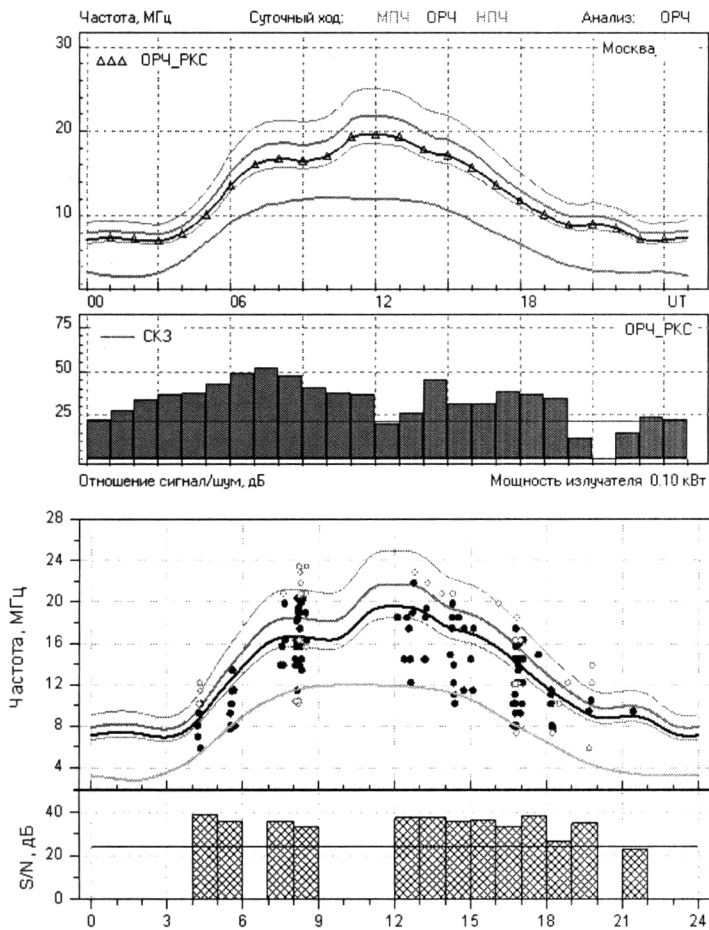 Частота, МГц Суточный ход: МПЧ ОРЧ НПЧ Анализ: ОРЧ
30
△△△ ОРЧ_РКС Москва
20
10
00 06 12 18 UT
75
СКЗ ОРЧ_РКС
50
25
Отношение сигнал/шум, дБ Мощность излучателя 0.10 кВт
28
24
20
16
12
8
4
Частота, МГц
40
20
0
S/N, дБ
0 3 6 9 12 15 18 21 24